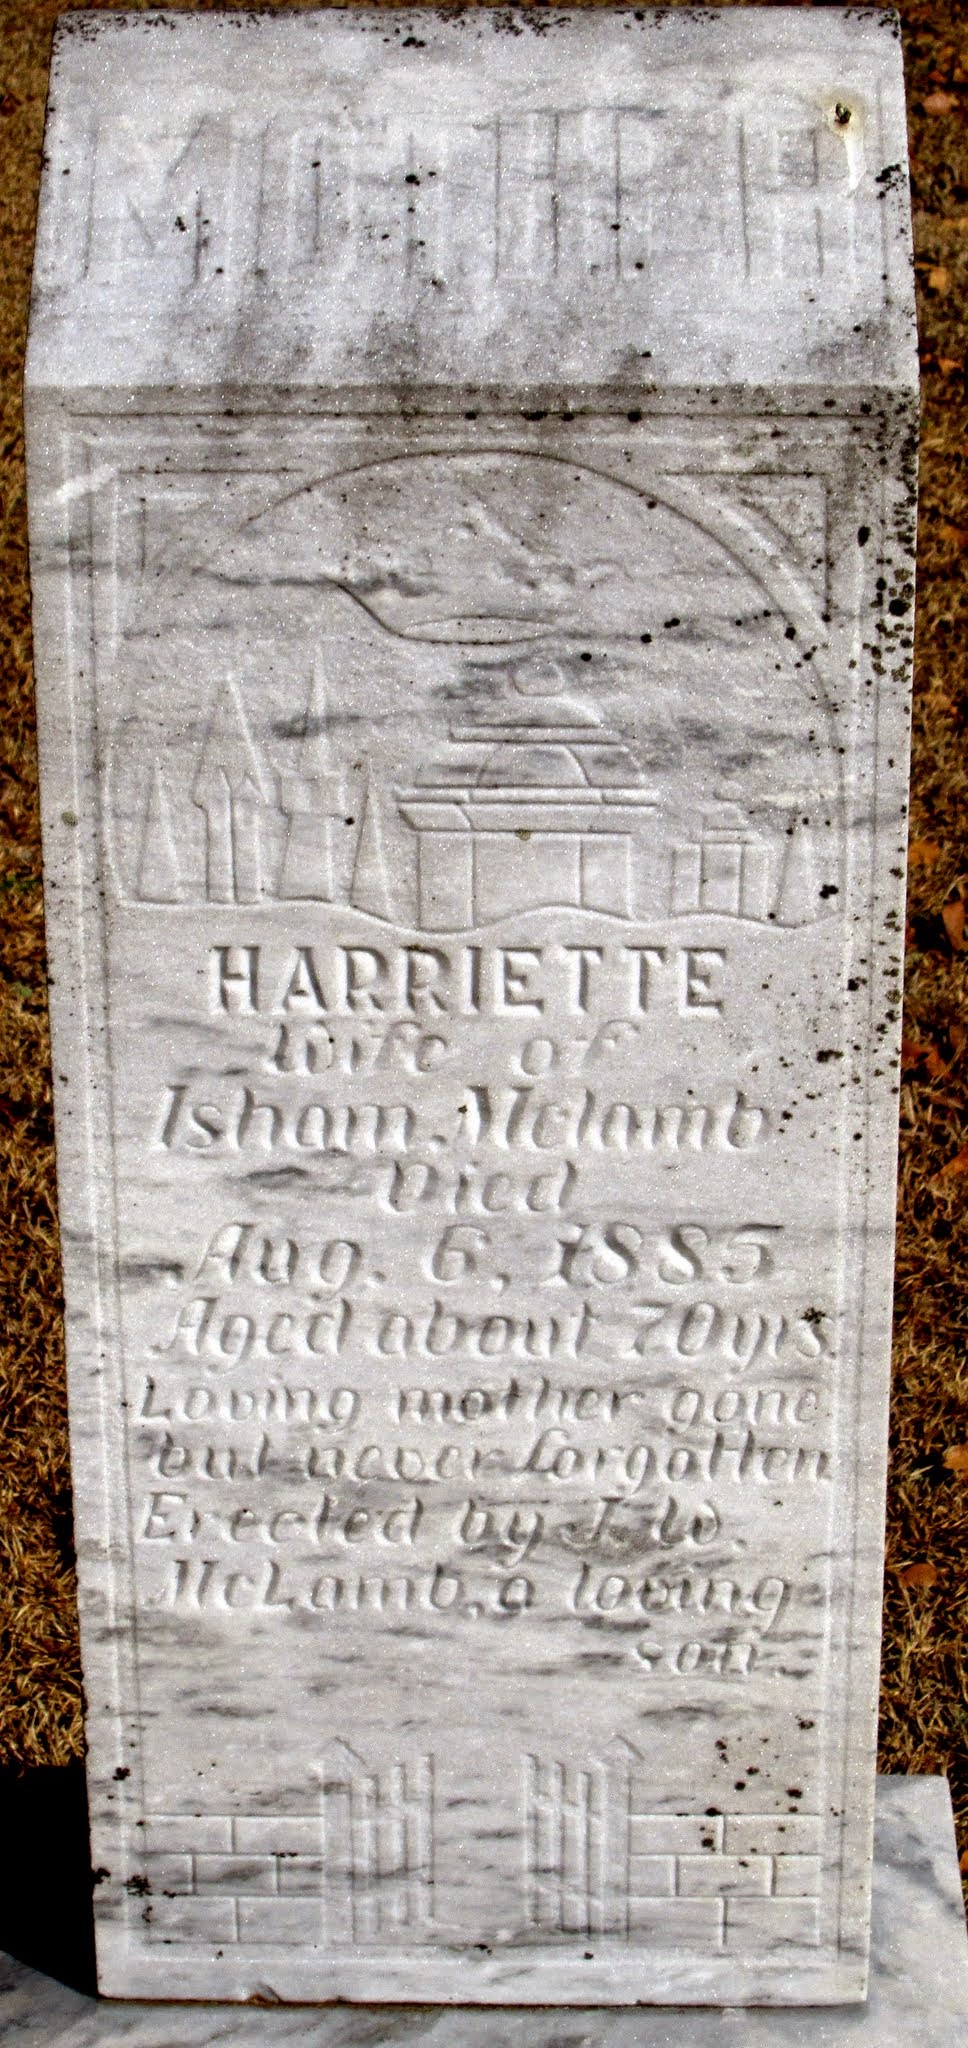 MOTHER
HARRIETTE
Wife of
Isham Mclamb
Died
Aug. 6, 1885
Aged about 70 yrs.
Loving mother gone
but never forgotten
Erected by J. W.
McLamb, a loving
son.